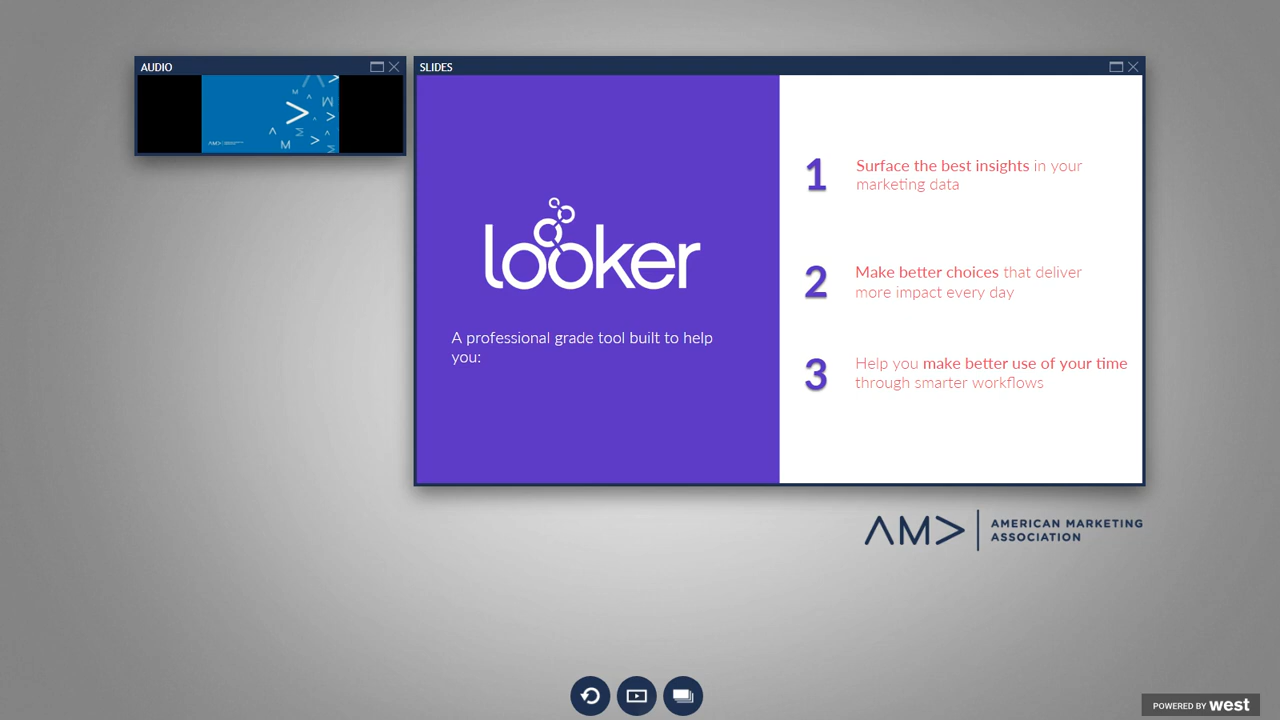 AUDIO
SLIDES
looker
A professional grade tool built to help
you:
1
Surface the best insights in your
marketing data
2
Make better choices that deliver
more impact every day
3
Help you make better use of your time
through smarter workflows
AMERICAN MARKETING
ASSOCIATION
POWERED BY west